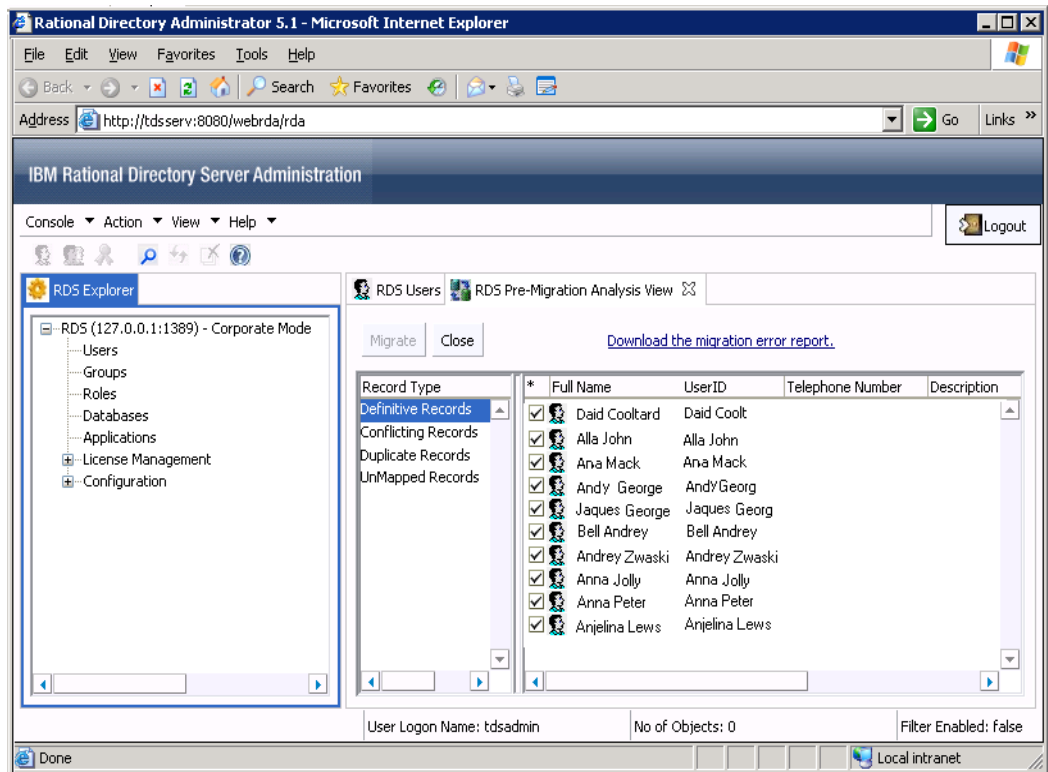 Rational Directory Administrator 5.1 - Microsoft Internet Explorer
File Edit View Favorites Tools Help
Back Search Favorites
Address http://tdsserv:8080/webrda/rda Go Links »
IBM Rational Directory Server Administration
Console Action View Help
Logout
RDS Explorer
RDS (127.0.0.1:1389) - Corporate Mode
Users
Groups
Roles
Databases
Applications
License Management
Configuration
RDS Users RDS Pre-Migration Analysis View
Migrate Close Download the migration error report.
Record Type
Definitive Records
Conflicting Records
Duplicate Records
UnMapped Records
* Full Name UserID Telephone Number Description
Daid Cooltard Daid Coolt
Alla John Alla John
Ana Mack Ana Mack
Andy George AndyGeorg
Jaques George Jaques Georg
Bell Andrey Bell Andrey
Andrey Zwaski Andrey Zwaski
Anna Jolly Anna Jolly
Anna Peter Anna Peter
Anjelina Lews Anjelina Lews
User Logon Name: tdsadmin No of Objects: 0 Filter Enabled: false
Done Local intranet